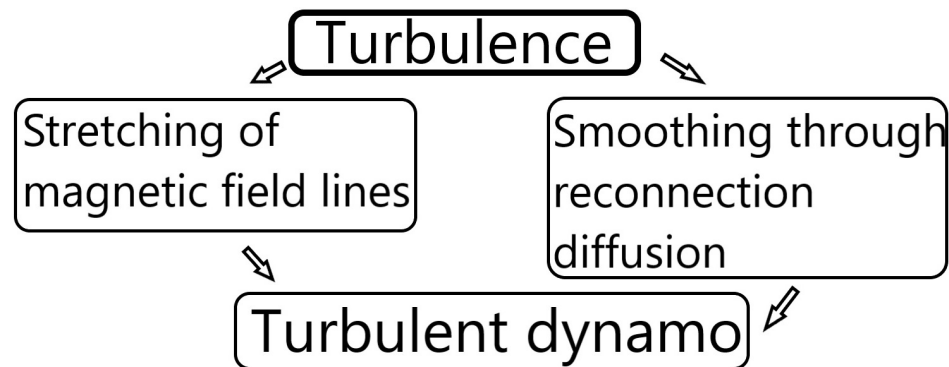 Turbulence
Stretching of
magnetic field lines
Smoothing through
reconnection
diffusion
Turbulent dynamo